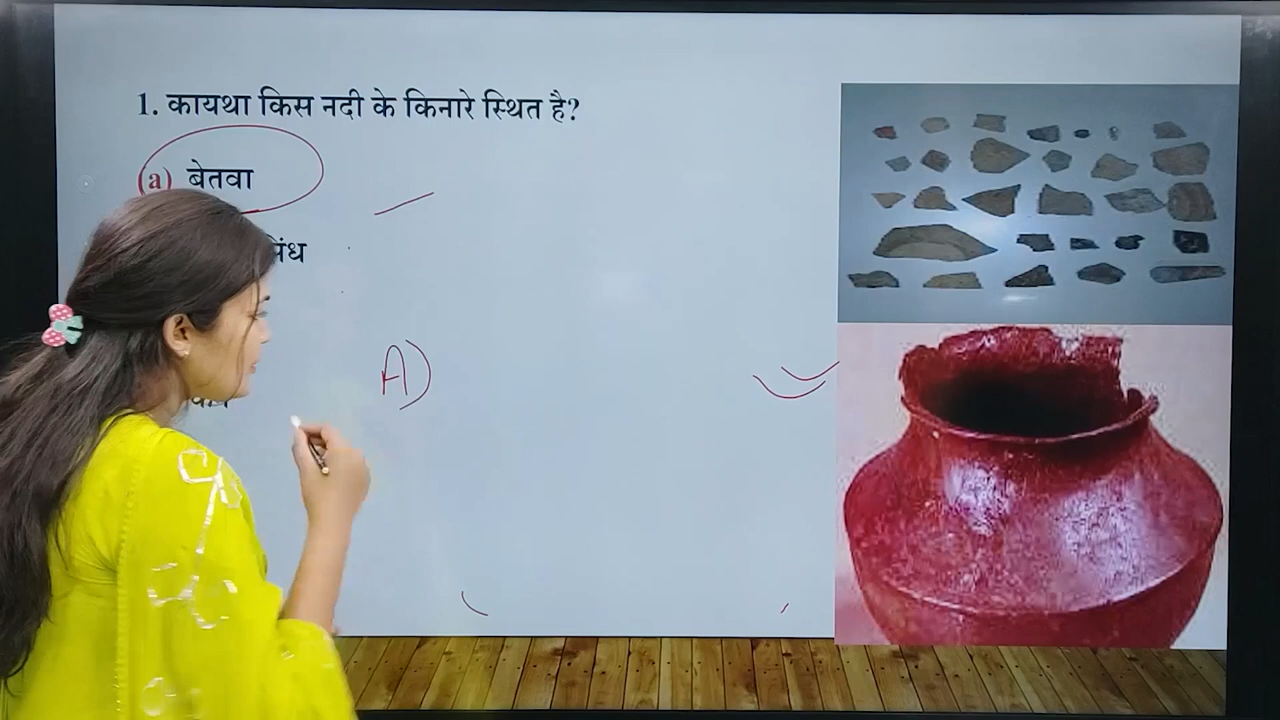 1. कायथा किस नदी के किनारे स्थित है?
(a) बेतवा
A)